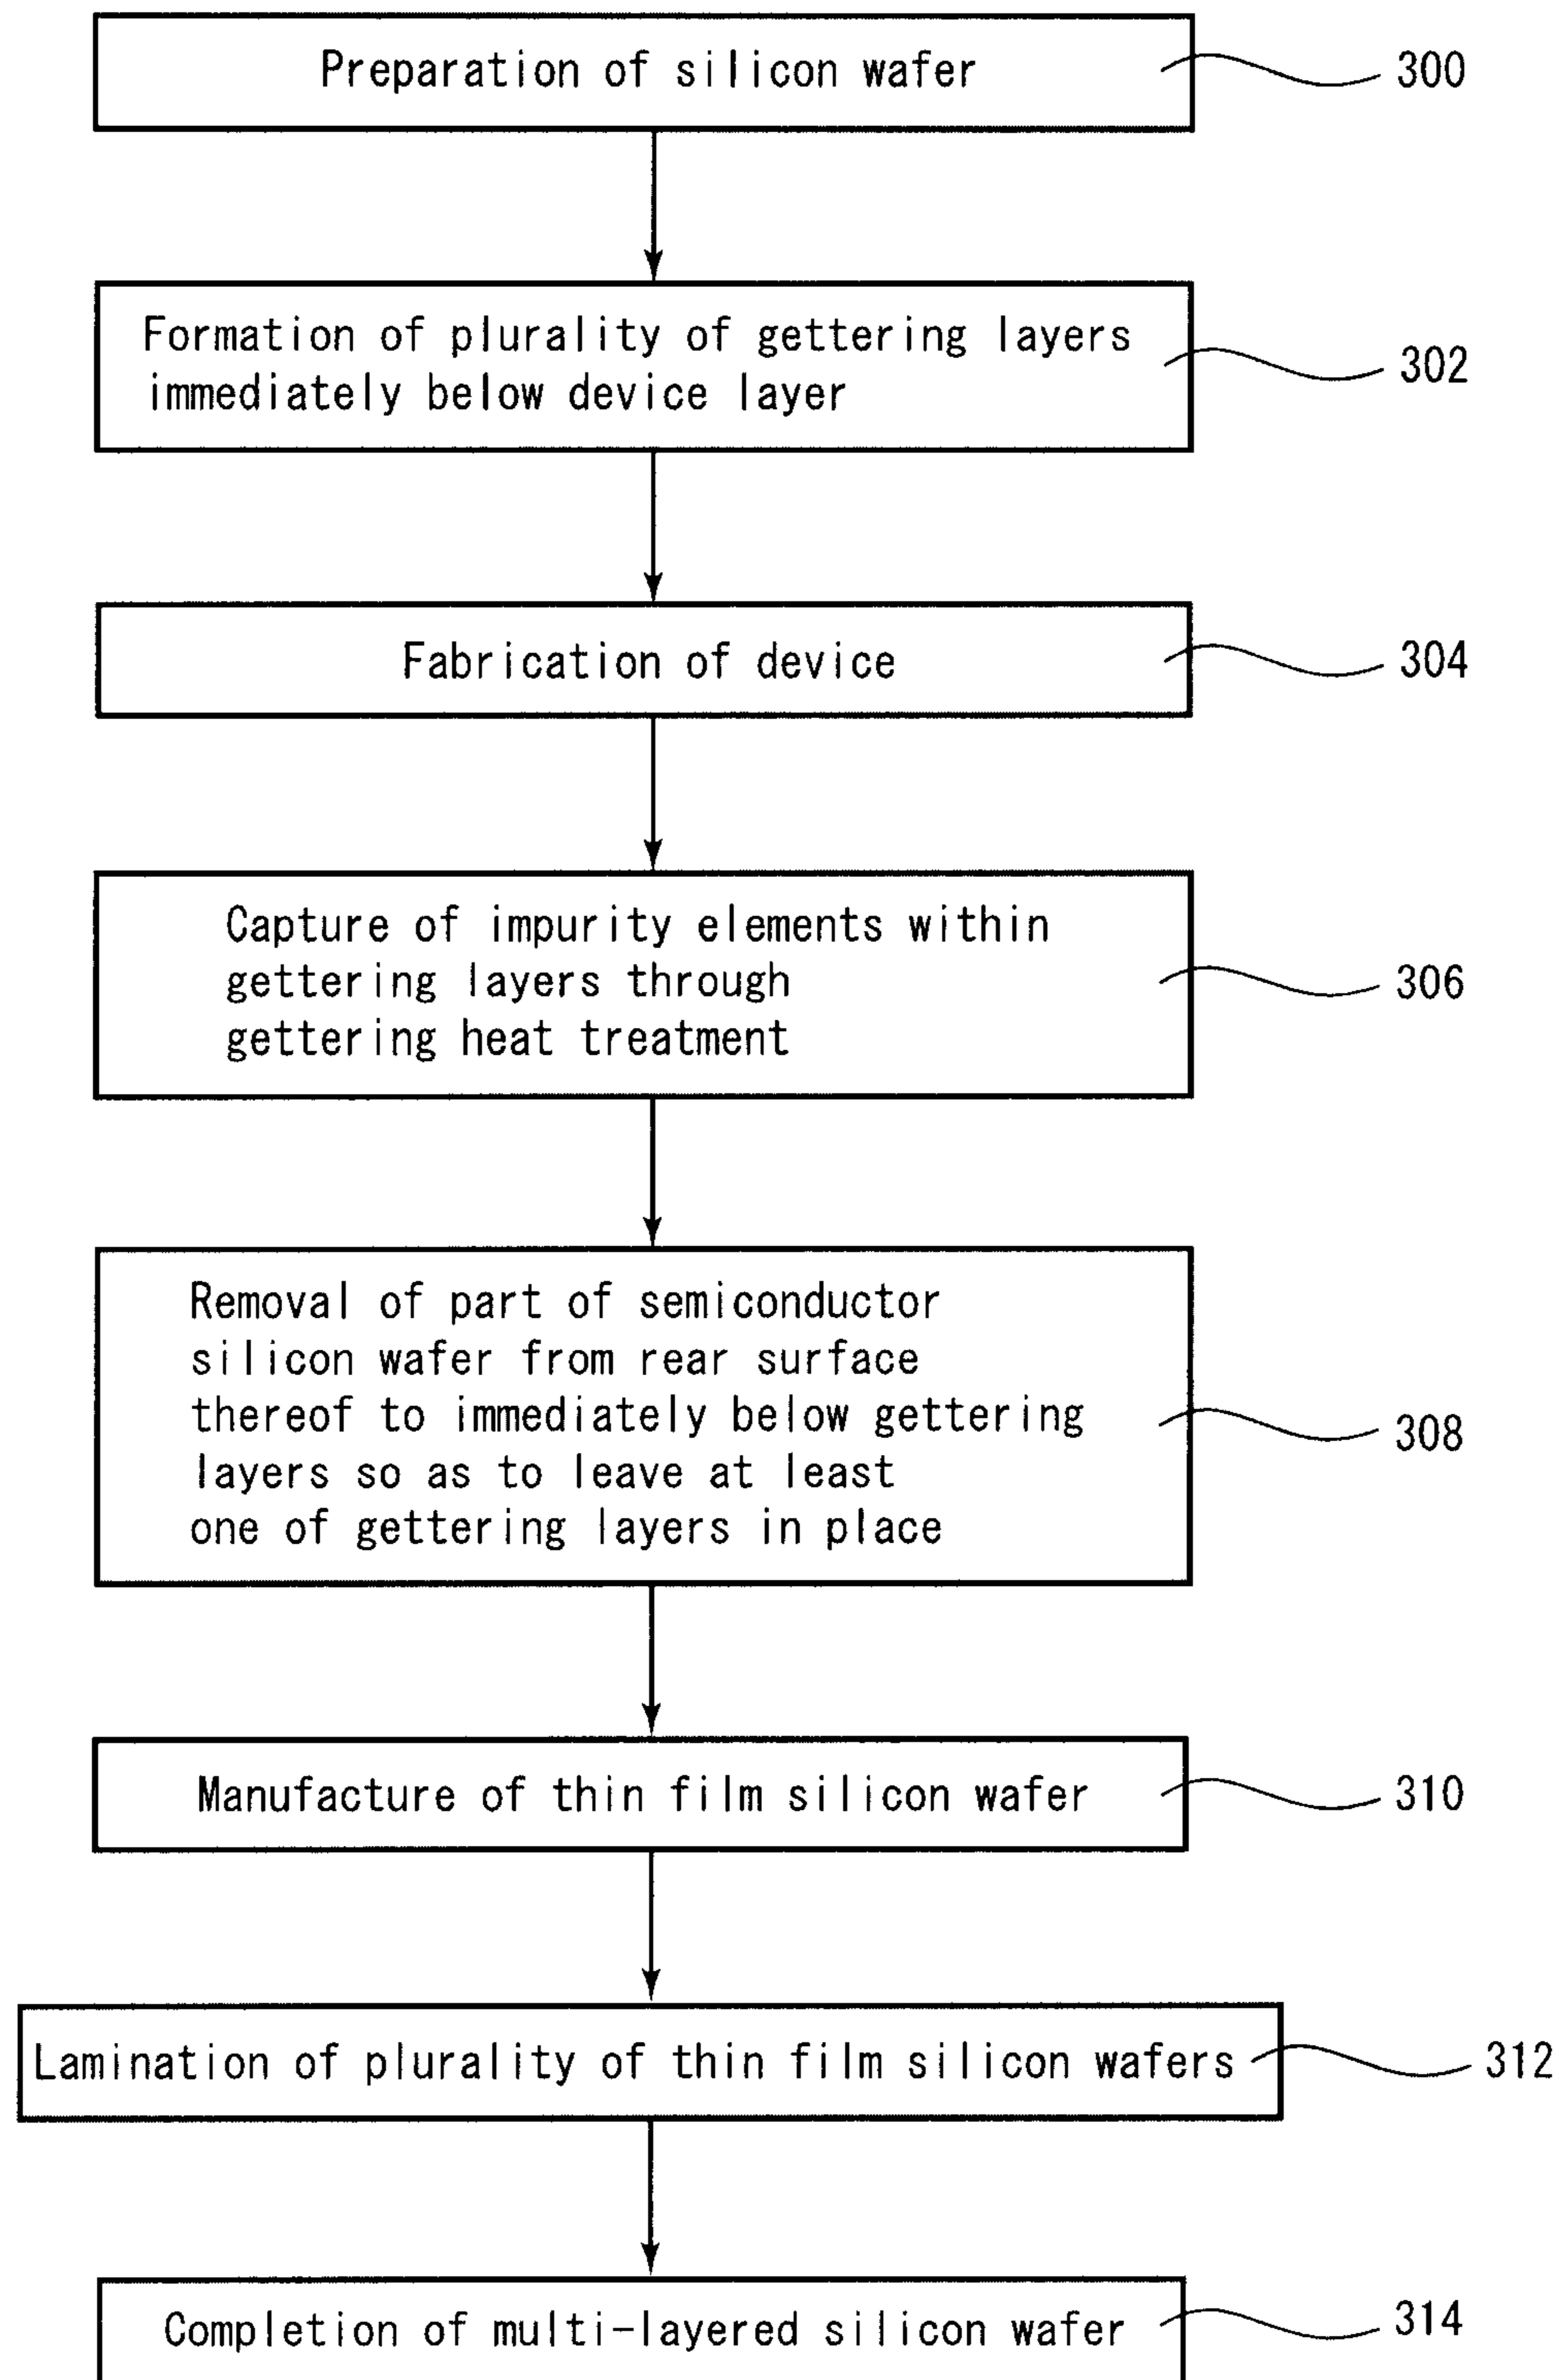 Preparation of silicon wafer
300
Formation of plurality of gettering layers
immediately below device layer
302
Fabrication of device
304
Capture of impurity elements within
gettering layers through
gettering heat treatment
306
Removal of part of semiconductor
silicon wafer from rear surface
thereof to immediately below gettering
layers so as to leave at least
one of gettering layers in place
308
Manufacture of thin film silicon wafer
310
Lamination of plurality of thin film silicon wafers
312
Completion of multi-layered silicon wafer
314